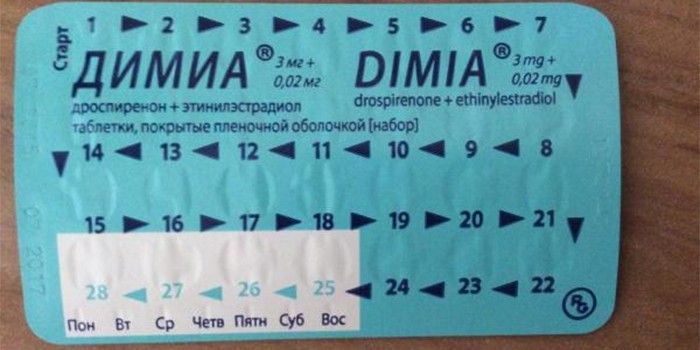 Старт
1 2 3 4 5 6 7
ДИМИА® 3 мг + 0,02 мг
DIMIA® 3 mg + 0,02 mg
дроспиренон + этинилэстрадиол
drospirenone + ethinylestradiol
таблетки, покрытые пленочной оболочкой [набор]
14 13 12 11 10 9 8
15 16 17 18 19 20 21
28 27 26 25 24 23 22
Пон Вт Ср Четв Пятн Суб Вос
RG